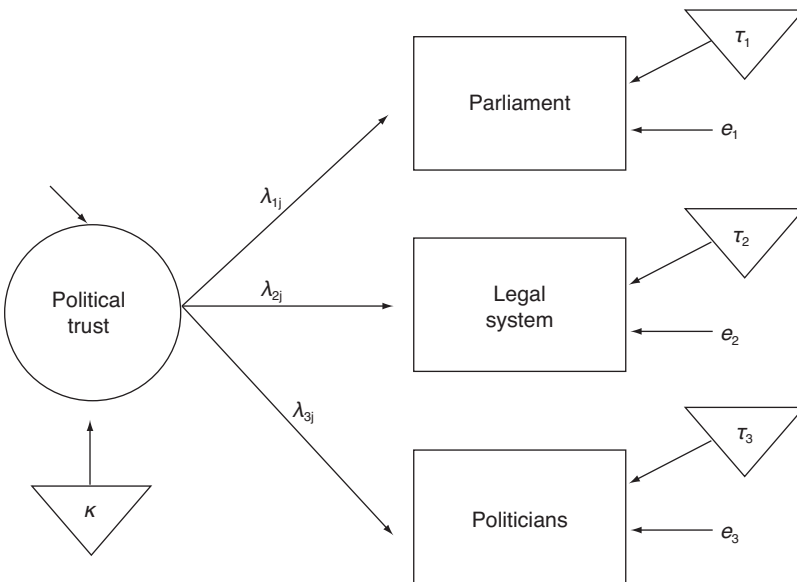 τ₁
Parliament
e₁
λ₁ⱼ
τ₂
Political
trust
λ₂ⱼ
Legal
system
e₂
λ₃ⱼ
τ₃
κ
Politicians
e₃